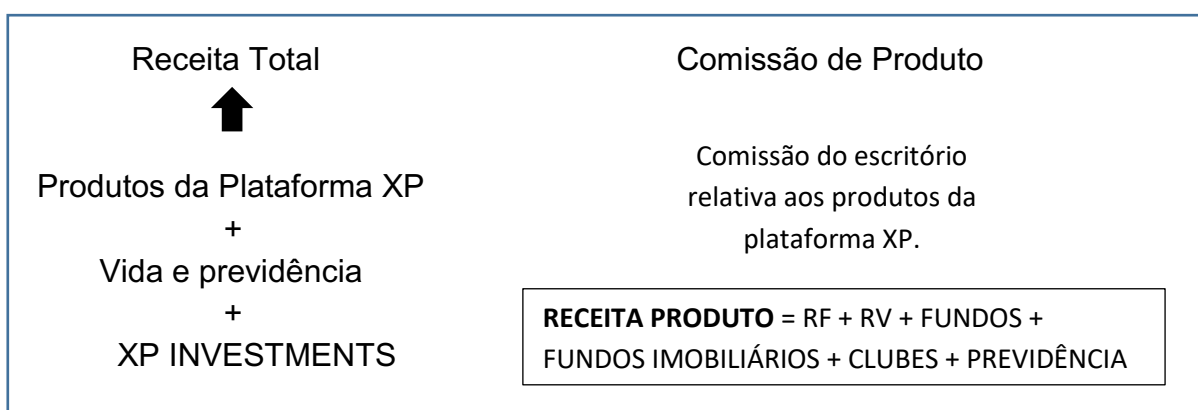 Receita Total
Produtos da Plataforma XP
+
Vida e previdência
+
XP INVESTMENTS
Comissão de Produto
Comissão do escritório
relativa aos produtos da
plataforma XP.
RECEITA PRODUTO = RF + RV + FUNDOS +
FUNDOS IMOBILIÁRIOS + CLUBES + PREVIDÊNCIA